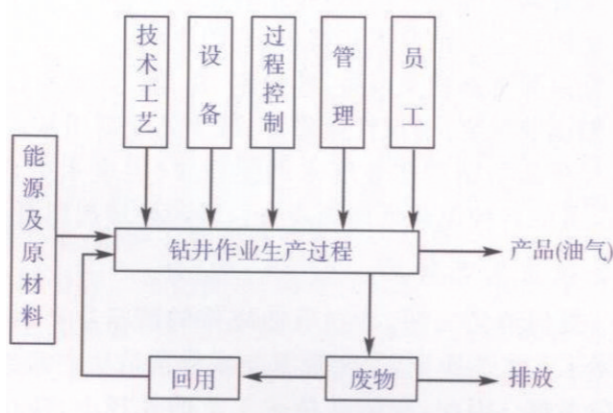 技术工艺
设备
过程控制
管理
员工
能源及原材料
钻井作业生产过程
产品(油气)
回用
废物
排放